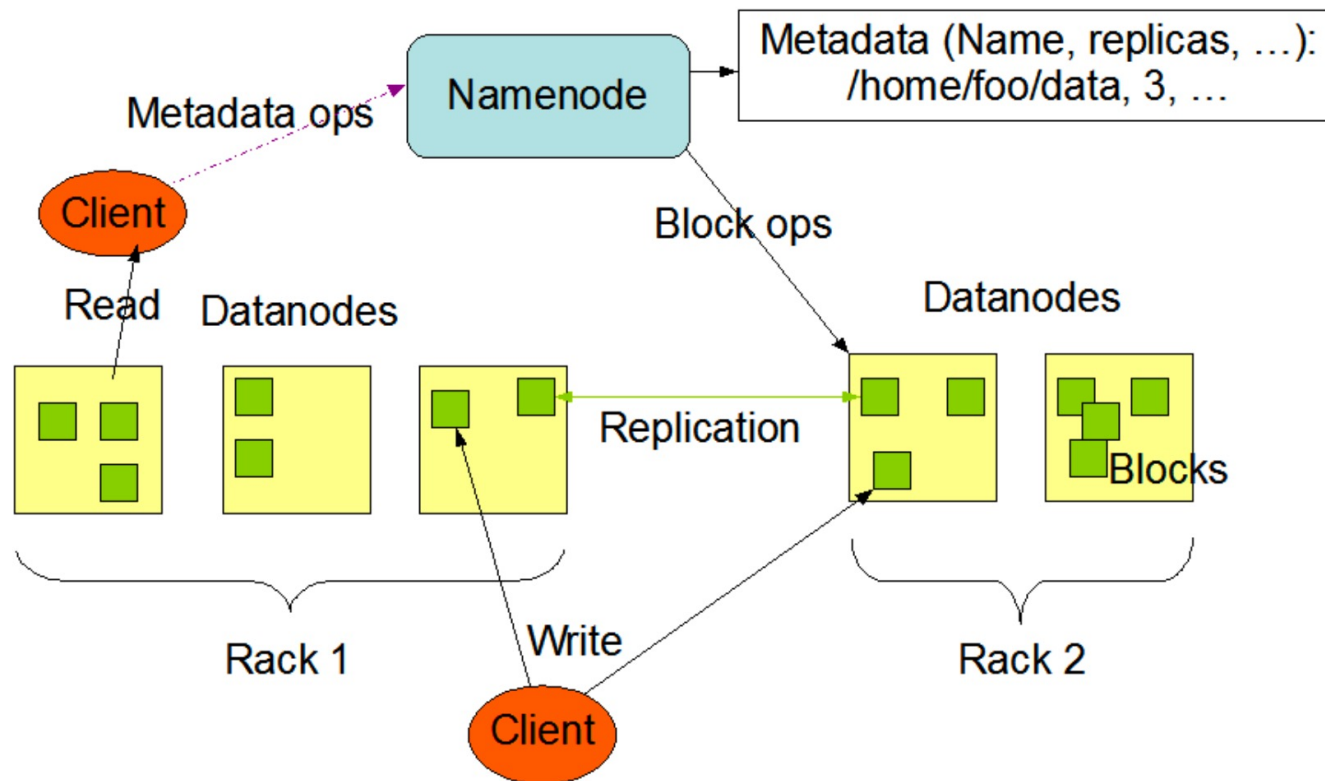 Metadata (Name, replicas, …):
/home/foo/data, 3, …
Namenode
Metadata ops
Client
Block ops
Read
Datanodes
Datanodes
Replication
Blocks
Rack 1
Write
Rack 2
Client